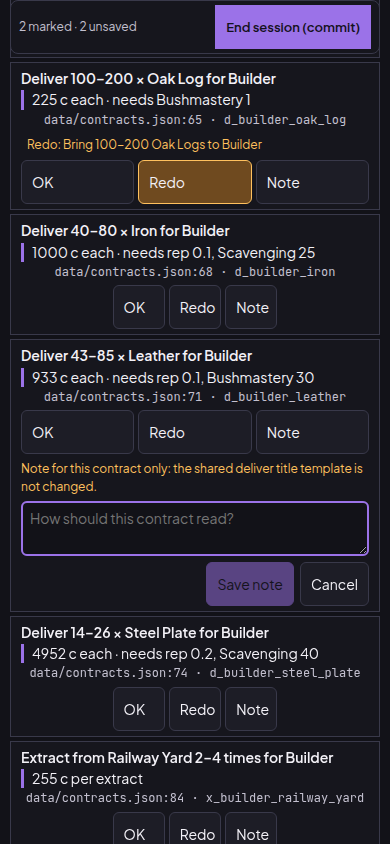 2 marked · 2 unsaved
End session (commit)
Deliver 100–200 × Oak Log for Builder
225 c each · needs Bushmastery 1
data/contracts.json:65 · d_builder_oak_log
Redo: Bring 100–200 Oak Logs to Builder
OK Redo Note
Deliver 40–80 × Iron for Builder
1000 c each · needs rep 0.1, Scavenging 25
data/contracts.json:68 · d_builder_iron
OK Redo Note
Deliver 43–85 × Leather for Builder
933 c each · needs rep 0.1, Bushmastery 30
data/contracts.json:71 · d_builder_leather
OK Redo Note
Note for this contract only: the shared deliver title template is
not changed.
How should this contract read?
Save note Cancel
Deliver 14–26 × Steel Plate for Builder
4952 c each · needs rep 0.2, Scavenging 40
data/contracts.json:74 · d_builder_steel_plate
OK Redo Note
Extract from Railway Yard 2–4 times for Builder
255 c per extract
data/contracts.json:84 · x_builder_railway_yard
OK Redo Note